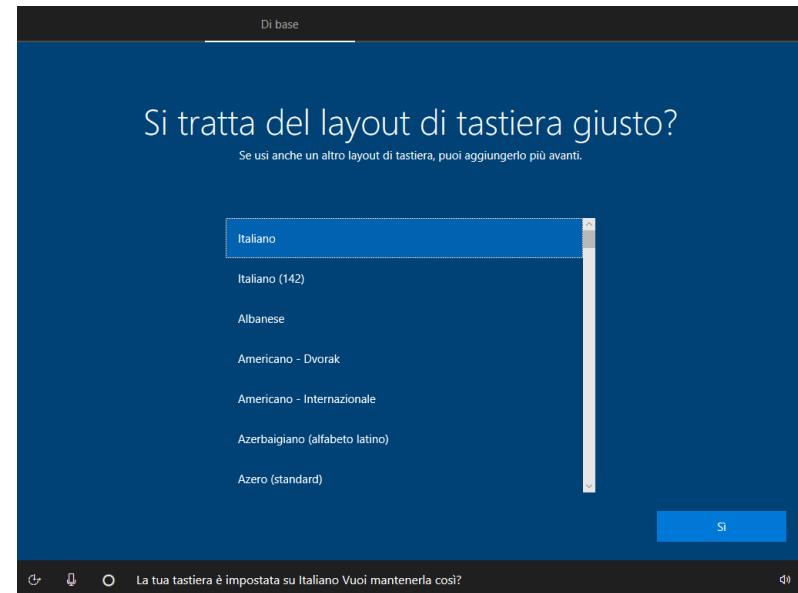 Di base
Si tratta del layout di tastiera giusto?
Se usi anche un altro layout di tastiera, puoi aggiungerlo più avanti.
Italiano
Italiano (142)
Albanese
Americano - Dvorak
Americano - Internazionale
Azerbaigiano (alfabeto latino)
Azero (standard)
Sì
La tua tastiera è impostata su Italiano Vuoi mantenerla così?